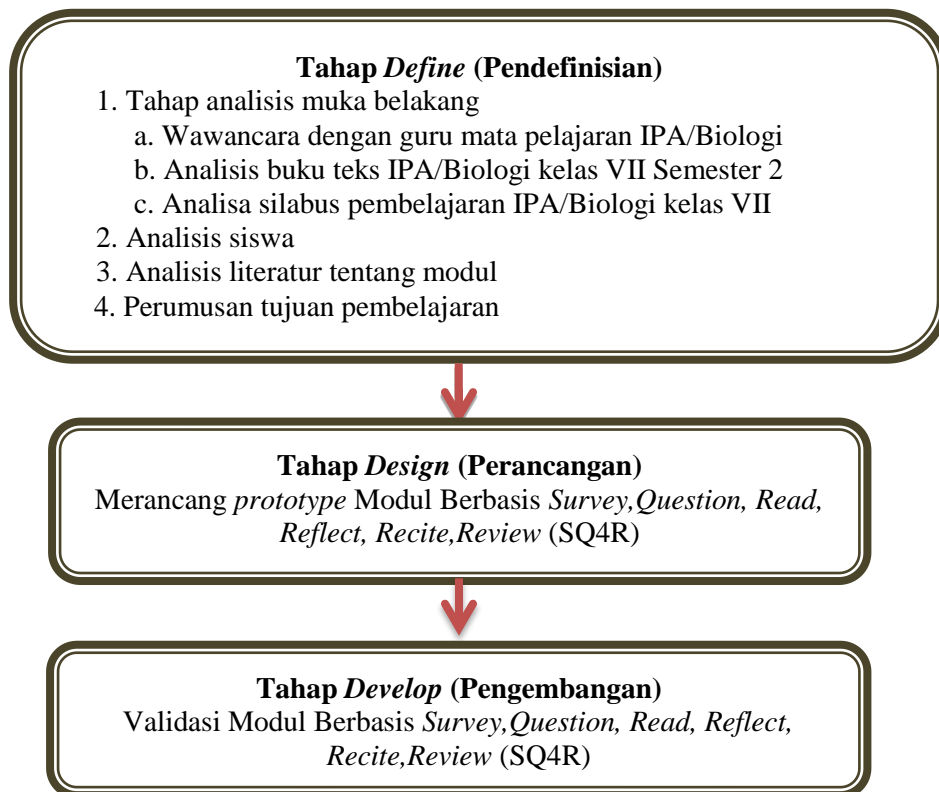 Tahap Define (Pendefinisian)
1. Tahap analisis muka belakang
a. Wawancara dengan guru mata pelajaran IPA/Biologi
b. Analisis buku teks IPA/Biologi kelas VII Semester 2
c. Analisa silabus pembelajaran IPA/Biologi kelas VII
2. Analisis siswa
3. Analisis literatur tentang modul
4. Perumusan tujuan pembelajaran
Tahap Design (Perancangan)
Merancang prototype Modul Berbasis Survey,Question, Read,
Reflect, Recite,Review (SQ4R)
Tahap Develop (Pengembangan)
Validasi Modul Berbasis Survey,Question, Read, Reflect,
Recite,Review (SQ4R)